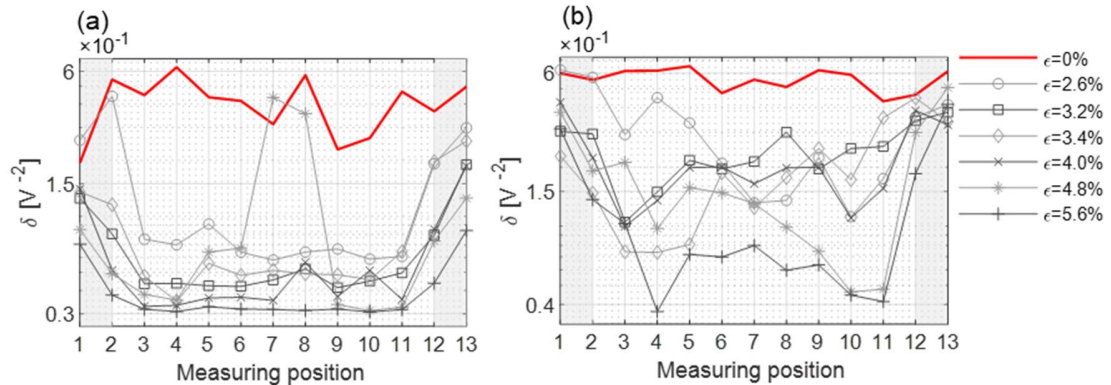 (a)
×10⁻¹
6
1.5
0.3
δ [V⁻²]
1 2 3 4 5 6 7 8 9 10 11 12 13
Measuring position
(b)
×10⁻¹
6
1.5
0.4
δ [V⁻²]
1 2 3 4 5 6 7 8 9 10 11 12 13
Measuring position
ϵ=0%
ϵ=2.6%
ϵ=3.2%
ϵ=3.4%
ϵ=4.0%
ϵ=4.8%
ϵ=5.6%